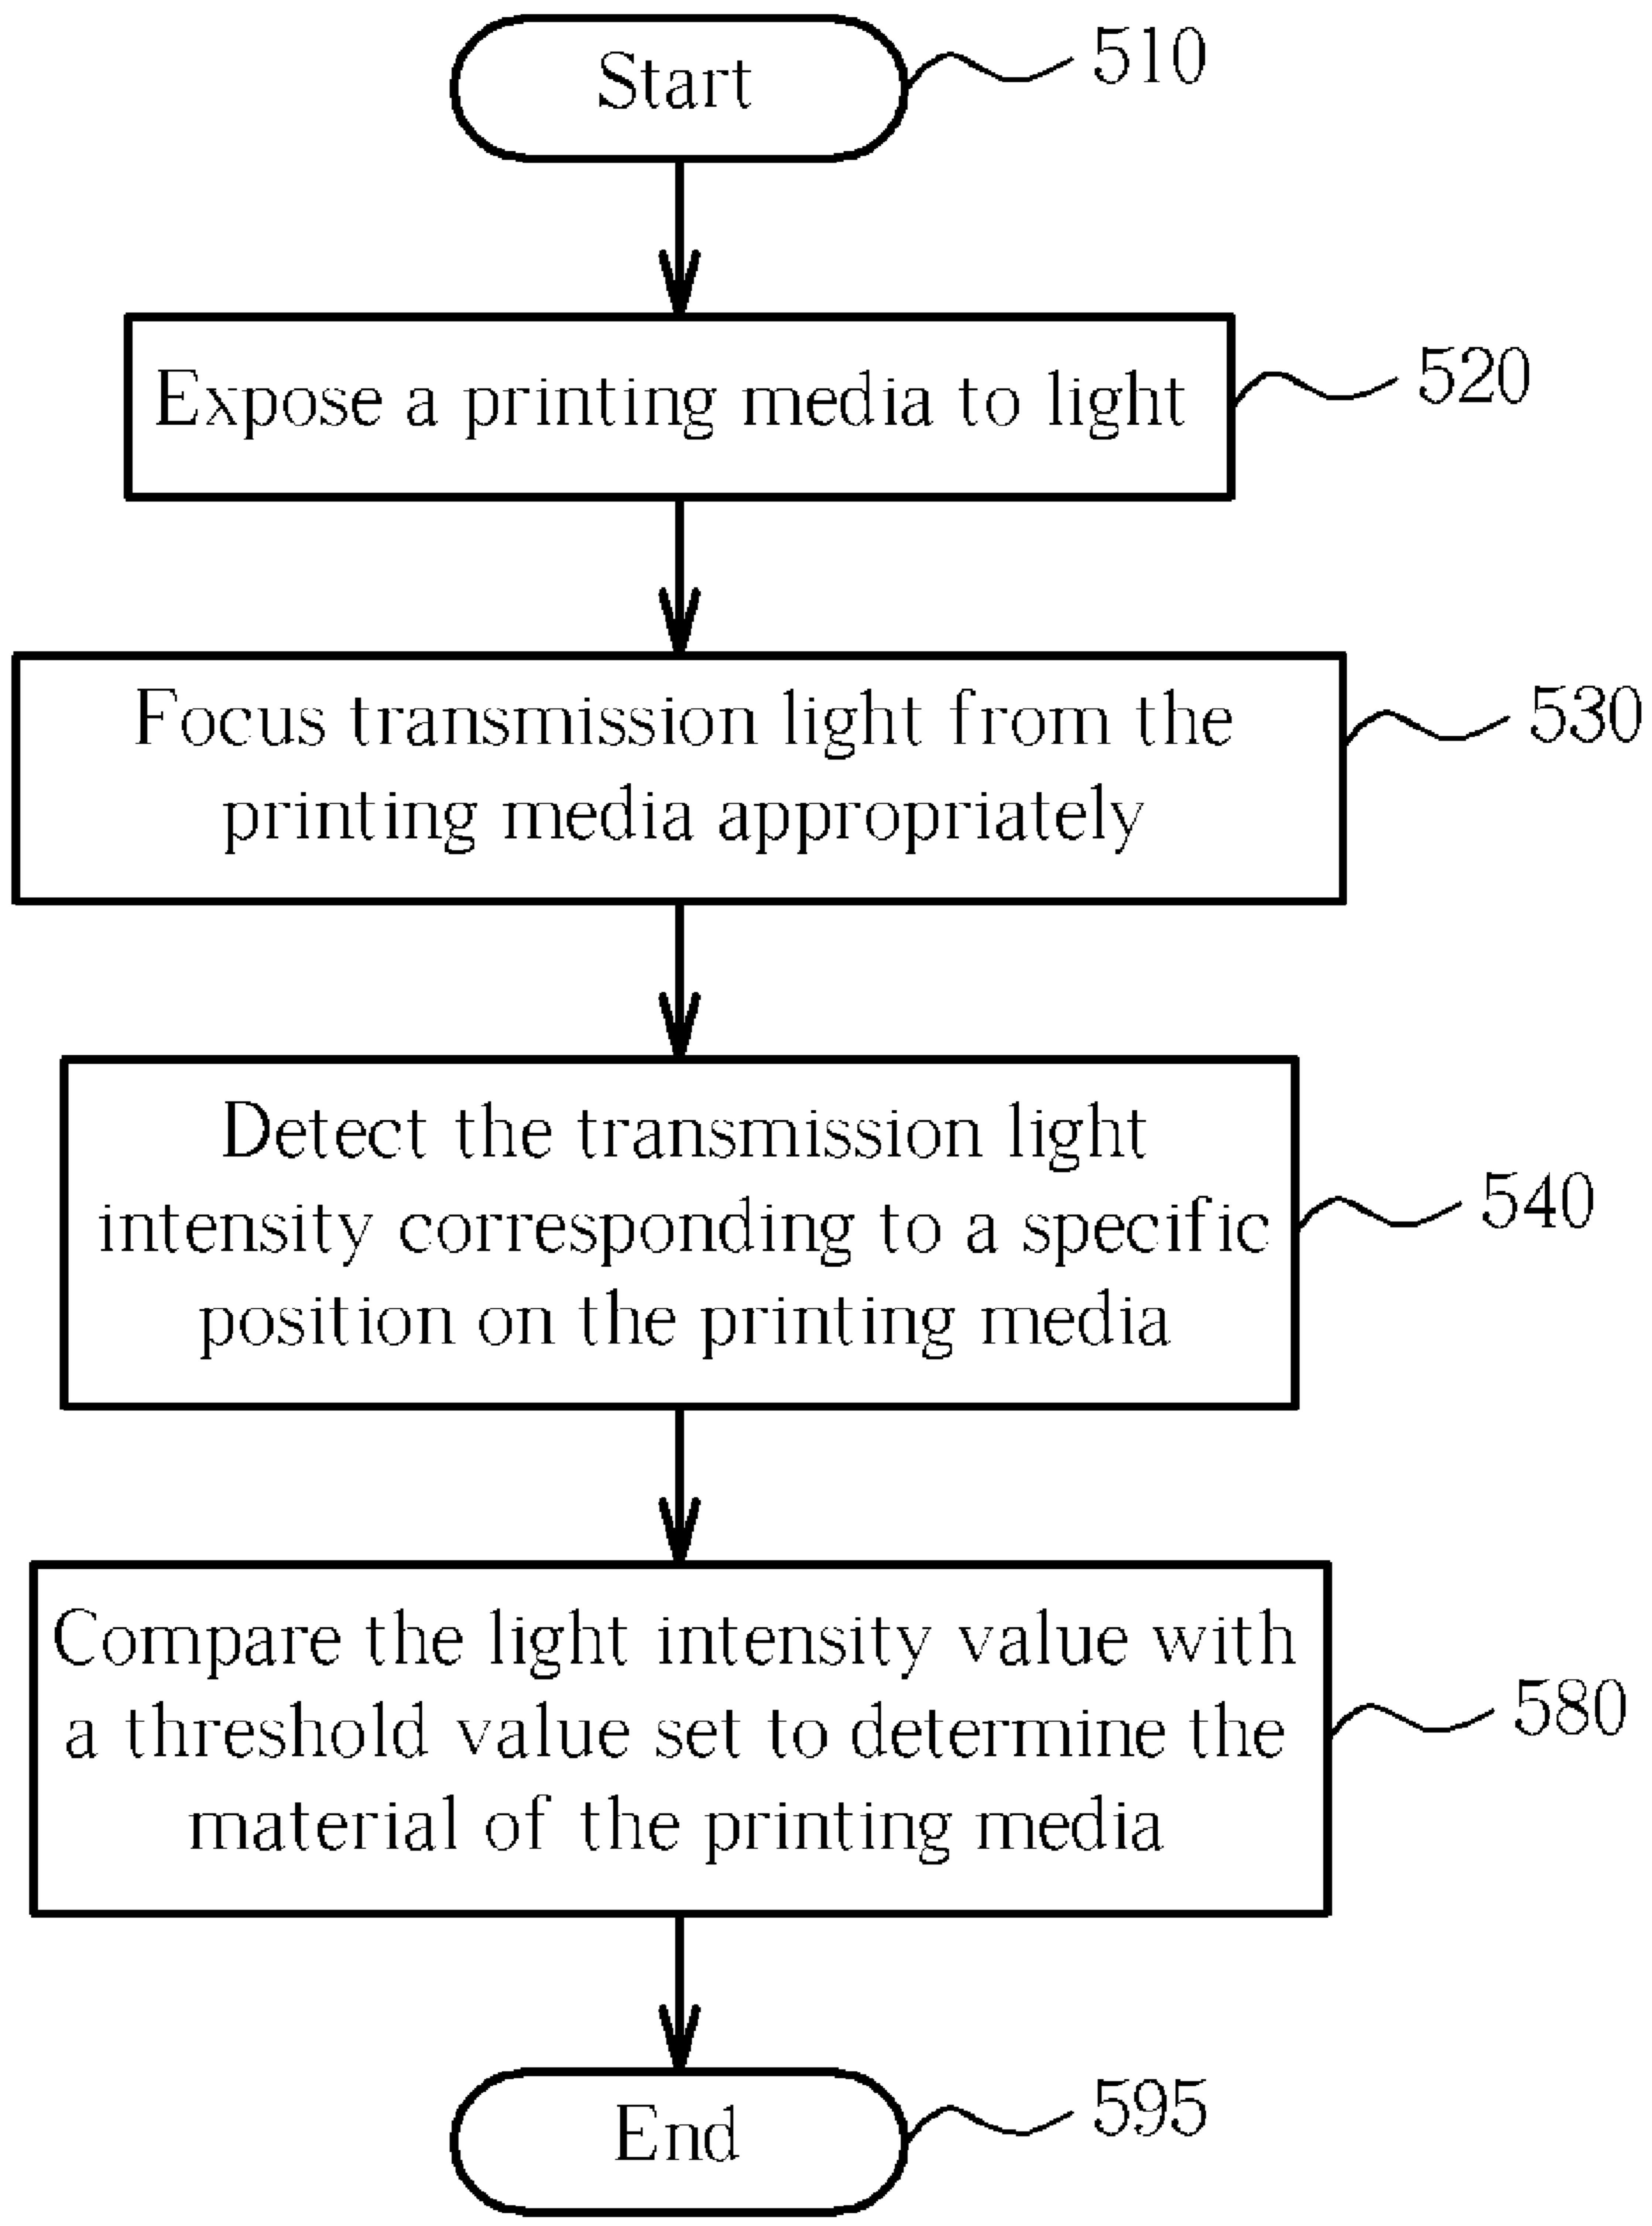 Start
510
Expose a printing media to light
520
Focus transmission light from the
printing media appropriately
530
Detect the transmission light
intensity corresponding to a specific
position on the printing media
540
Compare the light intensity value with
a threshold value set to determine the
material of the printing media
580
End
595